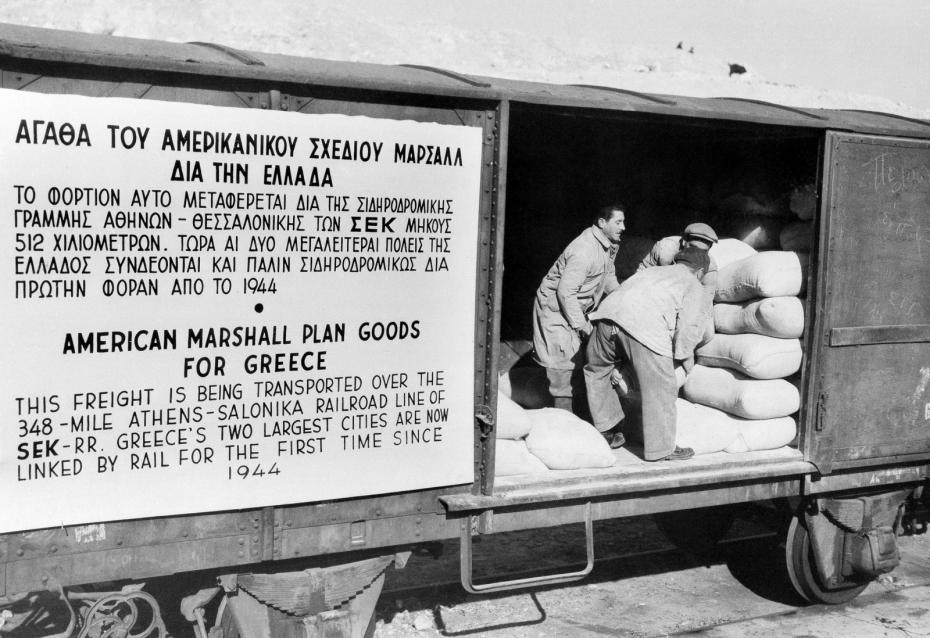 ΑΓΑΘΑ ΤΟΥ ΑΜΕΡΙΚΑΝΙΚΟΥ ΣΧΕΔΙΟΥ ΜΑΡΣΑΛΛ
ΔΙΑ ΤΗΝ ΕΛΛΑΔΑ
ΤΟ ΦΟΡΤΙΟΝ ΑΥΤΟ ΜΕΤΑΦΕΡΕΤΑΙ ΔΙΑ ΤΗΣ ΣΙΔΗΡΟΔΡΟΜΙΚΗΣ
ΓΡΑΜΜΗΣ ΑΘΗΝΩΝ – ΘΕΣΣΑΛΟΝΙΚΗΣ ΤΩΝ ΣΕΚ ΜΗΚΟΥΣ
512 ΧΙΛΙΟΜΕΤΡΩΝ. ΤΩΡΑ ΑΙ ΔΥΟ ΜΕΓΑΛΕΙΤΕΡΑΙ ΠΟΛΕΙΣ ΤΗΣ
ΕΛΛΑΔΟΣ ΣΥΝΔΕΟΝΤΑΙ ΚΑΙ ΠΑΛΙΝ ΣΙΔΗΡΟΔΡΟΜΙΚΩΣ ΔΙΑ
ΠΡΩΤΗΝ ΦΟΡΑΝ ΑΠΟ ΤΟ 1944
•
AMERICAN MARSHALL PLAN GOODS
FOR GREECE
THIS FREIGHT IS BEING TRANSPORTED OVER THE
348-MILE ATHENS-SALONIKA RAILROAD LINE OF
SEK-RR. GREECE'S TWO LARGEST CITIES ARE NOW
LINKED BY RAIL FOR THE FIRST TIME SINCE
1944